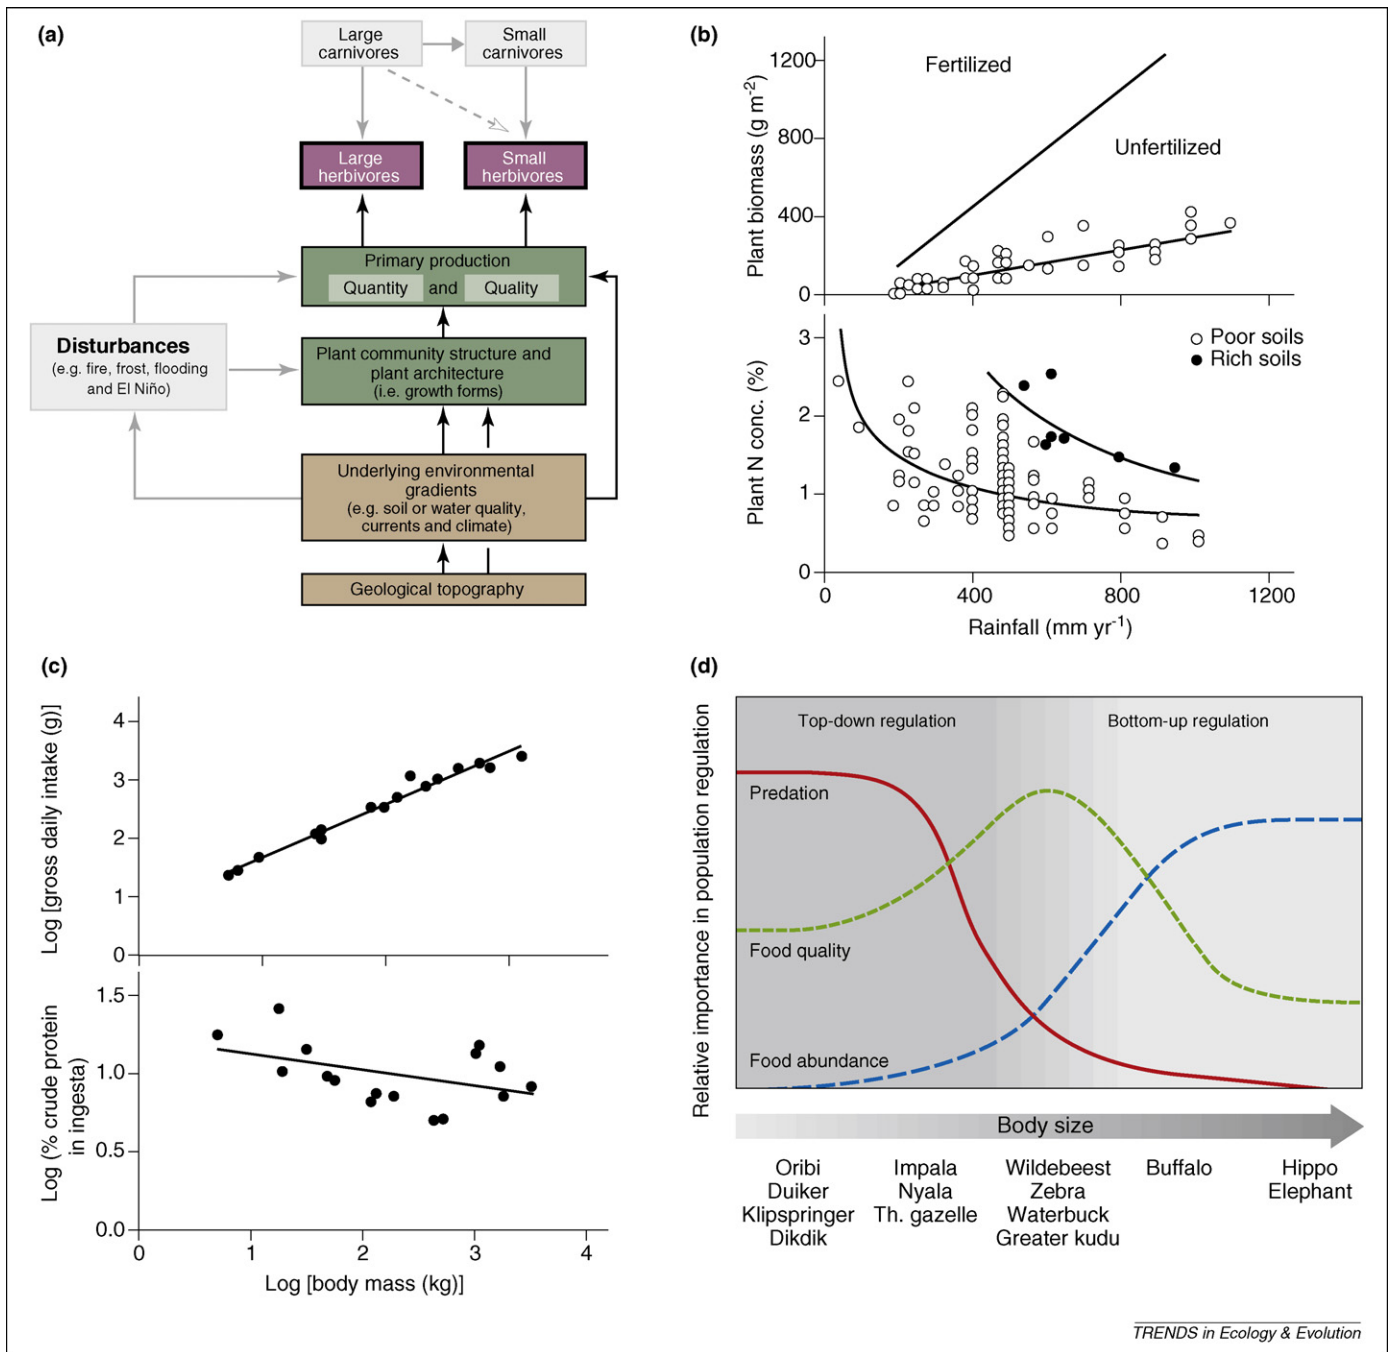 (a)
Large
carnivores
Small
carnivores
Large
herbivores
Small
herbivores
Primary production
Quantity and Quality
Disturbances
(e.g. fire, frost, flooding
and El Niño)
Plant community structure and
plant architecture
(i.e. growth forms)
Underlying environmental
gradients
(e.g. soil or water quality,
currents and climate)
Geological topography
(b)
Plant biomass (g m-2)
1200
800
400
0
Fertilized
Unfertilized
Plant N conc. (%)
3
2
1
0
Poor soils
Rich soils
0 400 800 1200
Rainfall (mm yr-1)
(c)
Log [gross daily intake (g)]
4
3
2
1
0
Log (% crude protein
in ingesta)
1.5
1.0
0.5
0.0
0 1 2 3 4
Log [body mass (kg)]
(d)
Relative importance in population regulation
Top-down regulation
Bottom-up regulation
Predation
Food quality
Food abundance
Body size
Oribi
Duiker
Klipspringer
Dikdik
Impala
Nyala
Th. gazelle
Wildebeest
Zebra
Waterbuck
Greater kudu
Buffalo
Hippo
Elephant
TRENDS in Ecology & Evolution